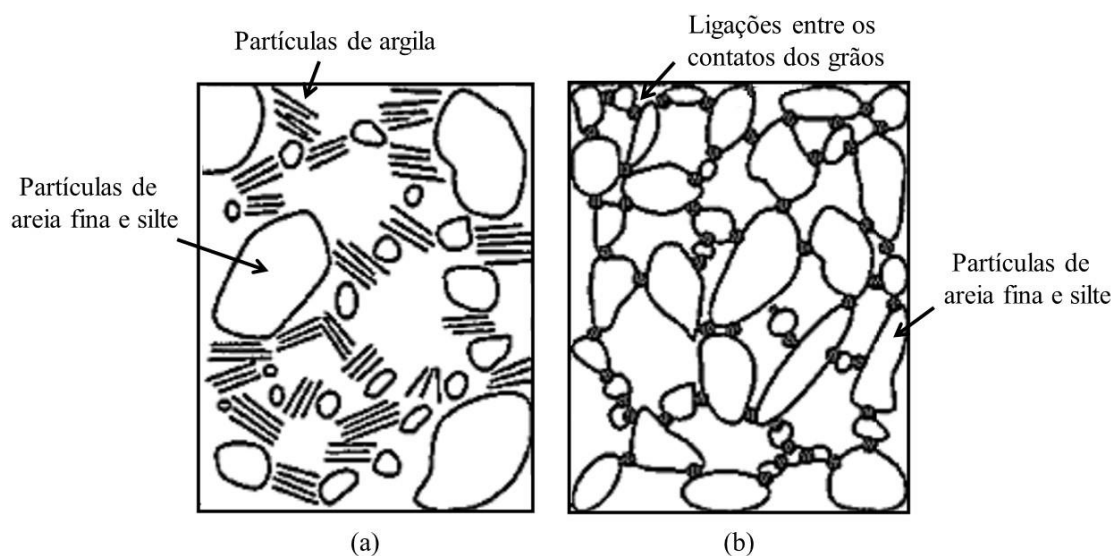 Partículas de argila
Ligações entre os
contatos dos grãos
Partículas de
areia fina e silte
Partículas de
areia fina e silte
(a)
(b)